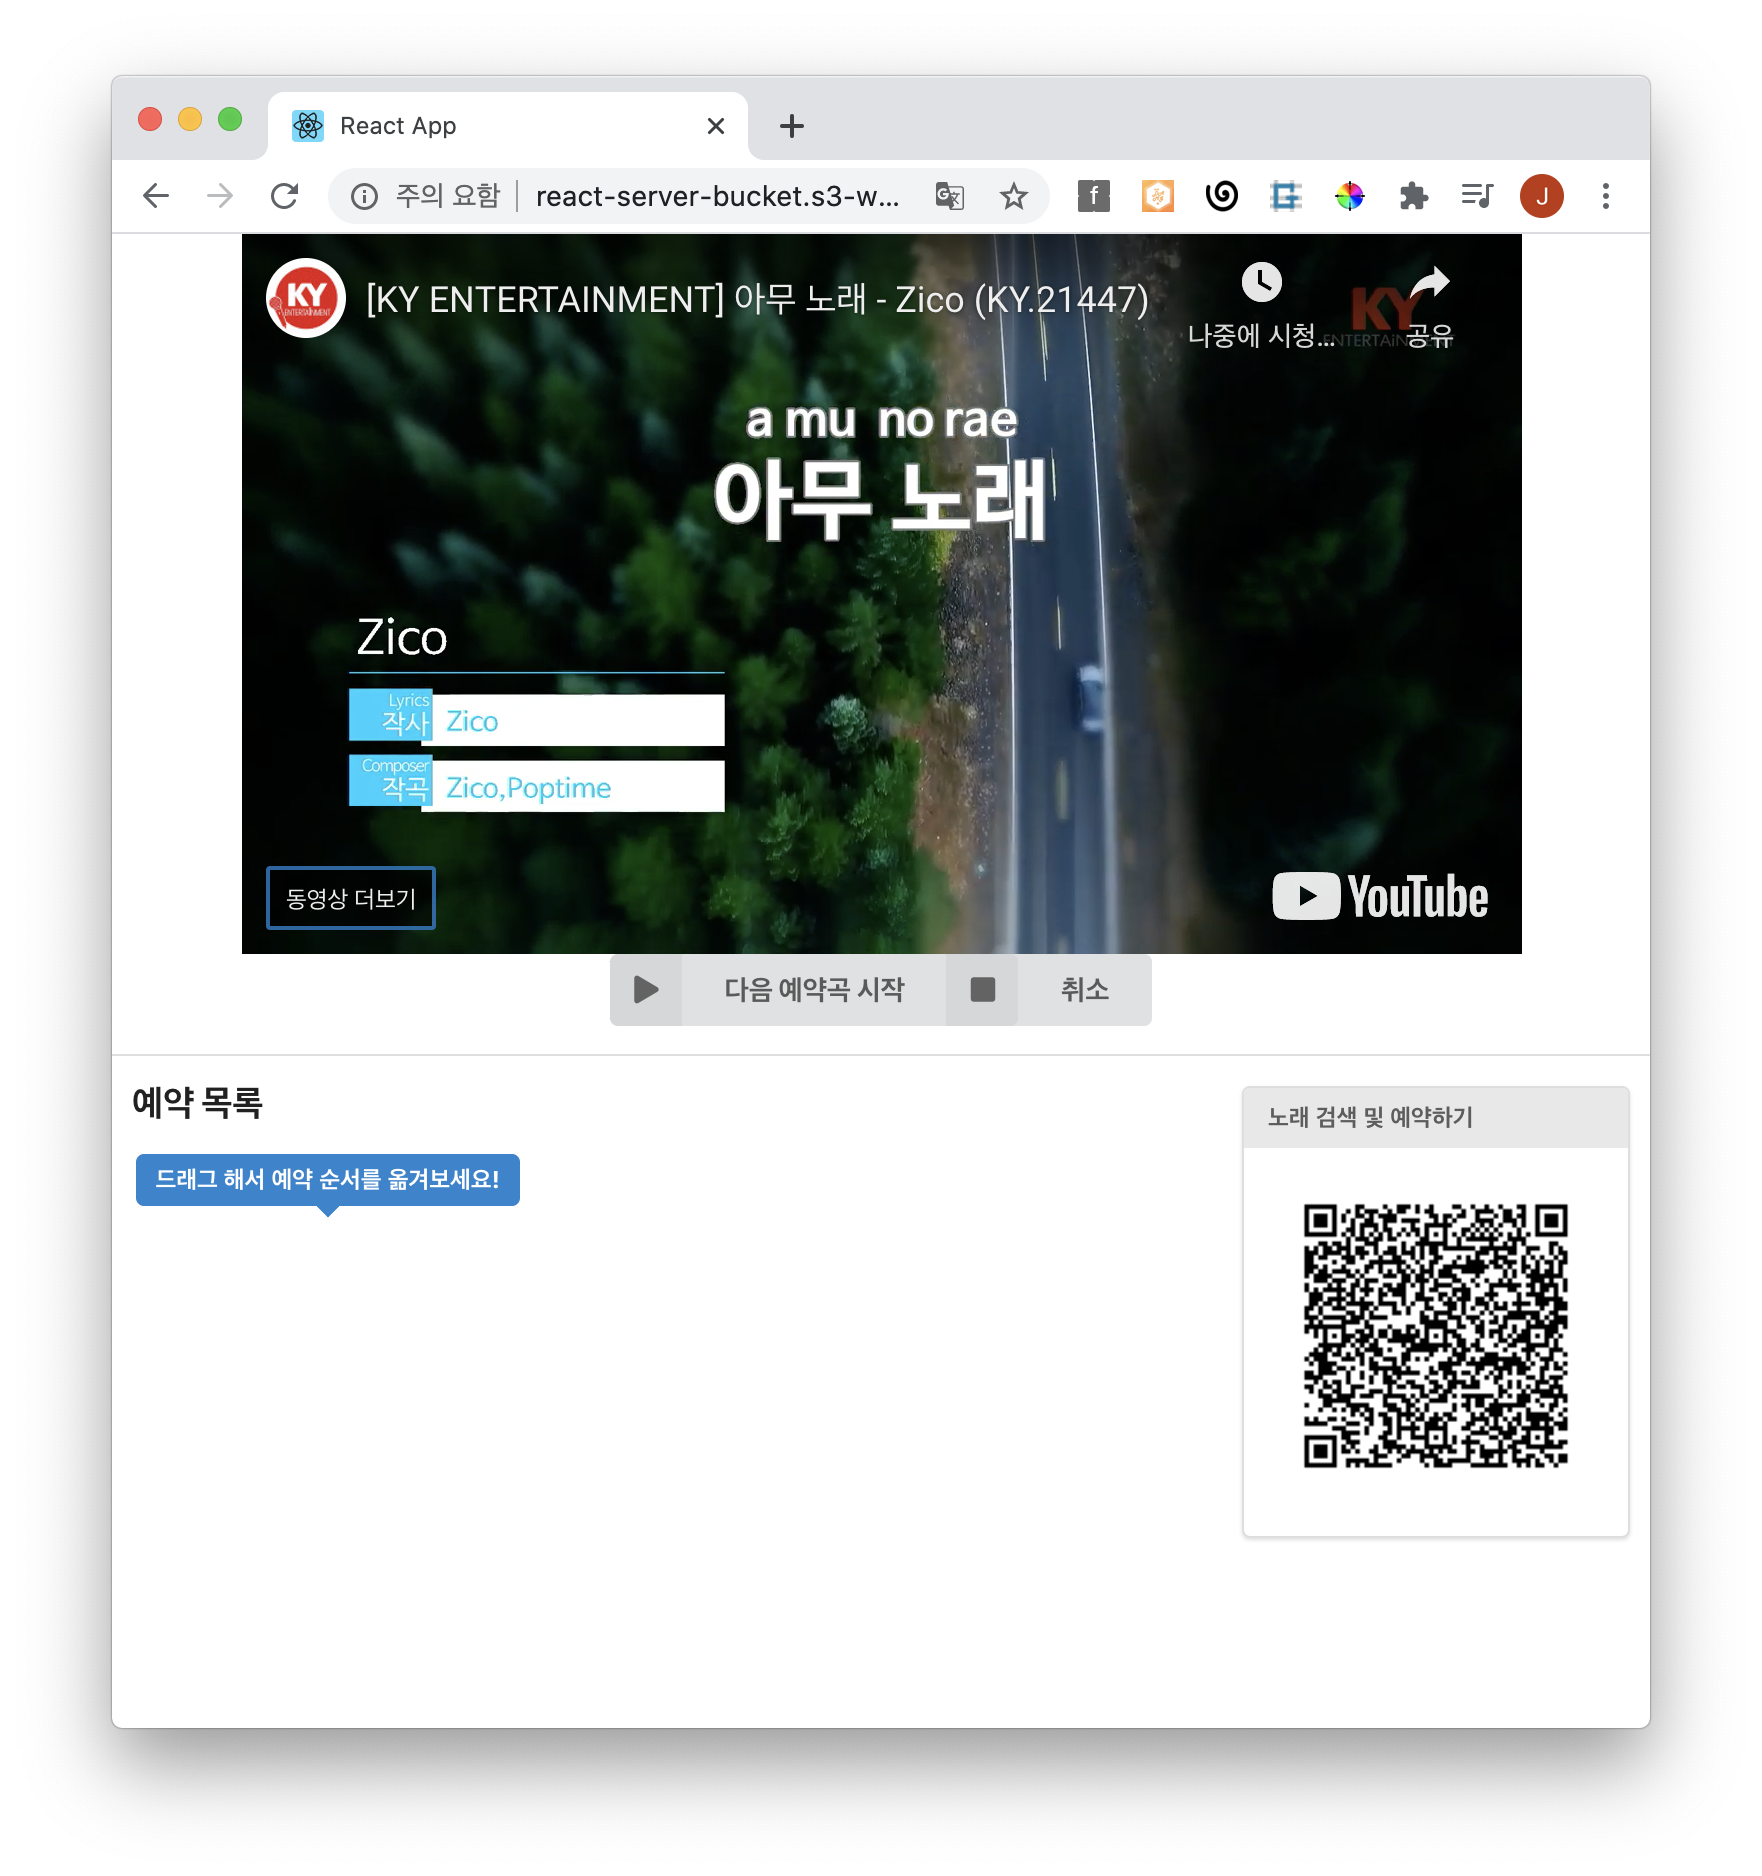 React App
주의 요함
react-server-bucket.s3-w...
f
J
KY
ENTERTAINMENT
[KY ENTERTAINMENT] 아무 노래 - Zico (KY.21447)
나중에 시청...
공유
KY
a mu no rae
아무 노래
Zico
Lyrics
작사
Zico
Composer
작곡
Zico,Poptime
동영상 더보기
YouTube
다음 예약곡 시작
취소
예약 목록
노래 검색 및 예약하기
드래그 해서 예약 순서를 옮겨보세요!